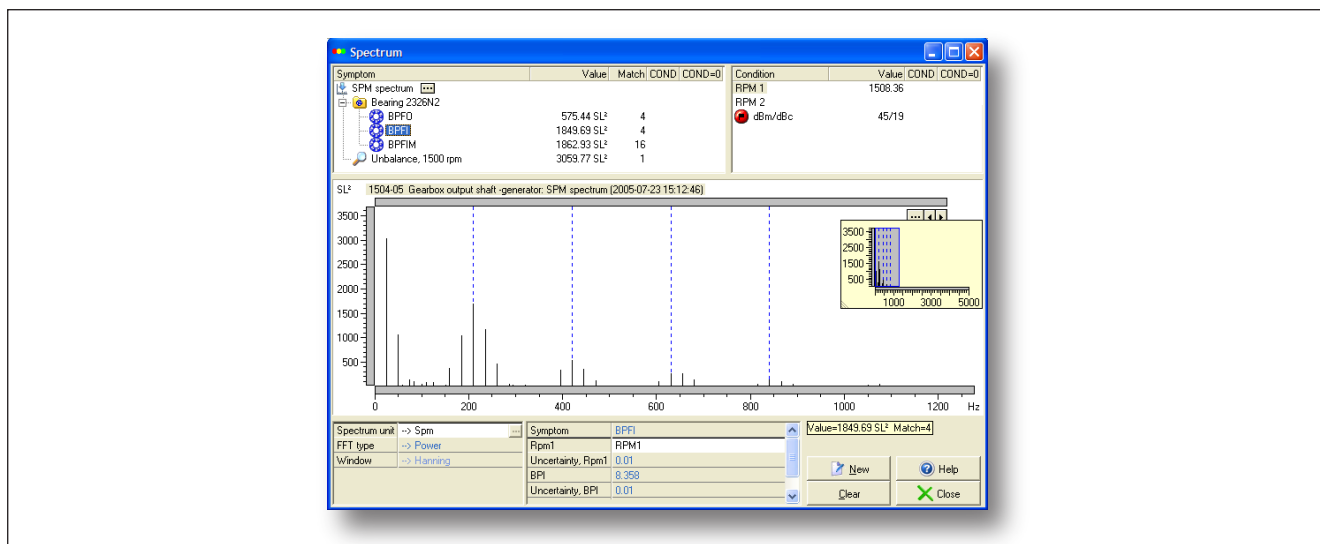 Spectrum
Symptom Value Match COND COND=0
SPM spectrum ...
Bearing 2326N2
BPFO 575.44 SL² 4
BPFI 1849.69 SL² 4
BPFIM 1862.93 SL² 16
Unbalance, 1500 rpm 3059.77 SL² 1
Condition Value COND COND=0
RPM 1 1508.36
RPM 2
dBm/dBc 45/19
SL² 1504-05 Gearbox output shaft -generator: SPM spectrum (2005-07-23 15:12:46)
3500
3000
2500
2000
1500
1000
500
0 200 400 600 800 1000 1200 Hz
...
3500
2500
1500
500
1000 3000 5000
Spectrum unit --> Spm ...
FFT type --> Power
Window --> Hanning
Symptom BPFI
Rpm1 RPM1
Uncertainty, Rpm1 0.01
BPI 8.358
Uncertainty, BPI 0.01
Value=1849.69 SL² Match=4
New Help
Clear Close